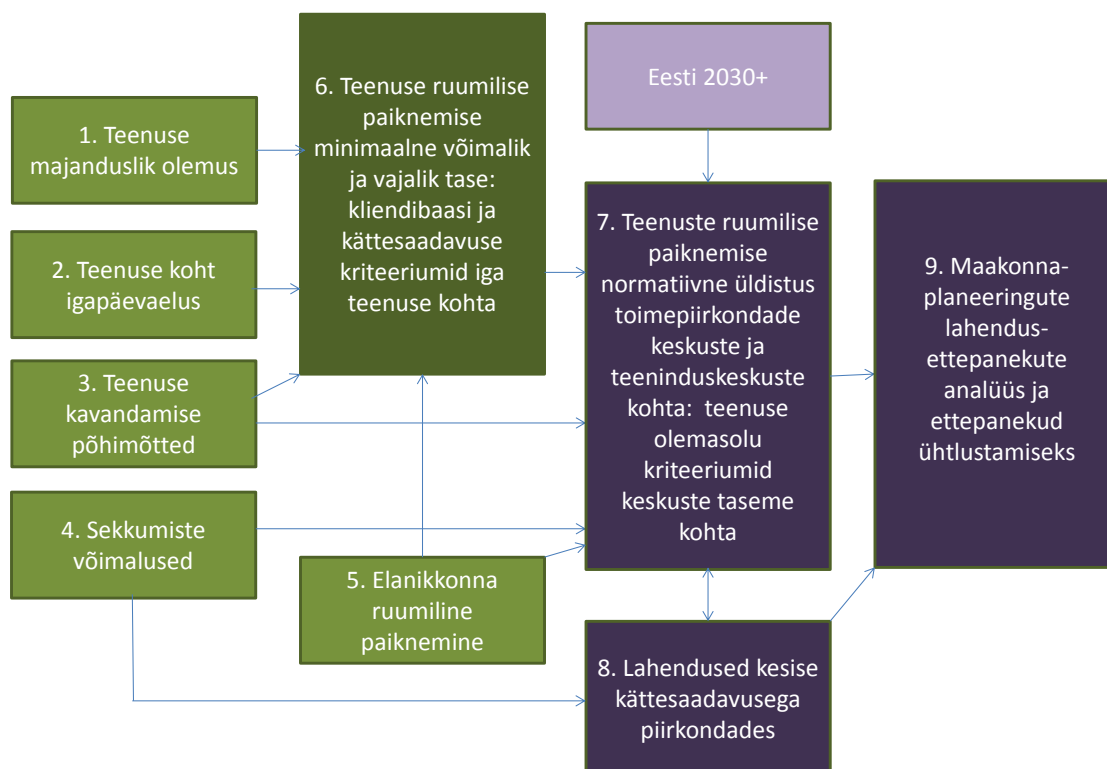 1. Teenuse
majanduslik olemus
2. Teenuse koht
igapäevaelus
3. Teenuse
kavandamise
põhimõtted
4. Sekkumiste
võimalused
5. Elanikkonna
ruumiline
paiknemine
6. Teenuse ruumilise
paiknemise
minimaalne võimalik
ja vajalik tase:
kliendibaasi ja
kättesaadavuse
kriteeriumid iga
teenuse kohta
Eesti 2030+
7. Teenuste ruumilise
paiknemise
normatiivne üldistus
toimepiirkondade
keskuste ja
teeninduskeskuste
kohta: teenuse
olemasolu
kriteeriumid
keskuste taseme
kohta
8. Lahendused kesise
kättesaadavusega
piirkondades
9. Maakonna-
planeeringute
lahendus-
ettepanekute
analüüs ja
ettepanekud
ühtlustamiseks